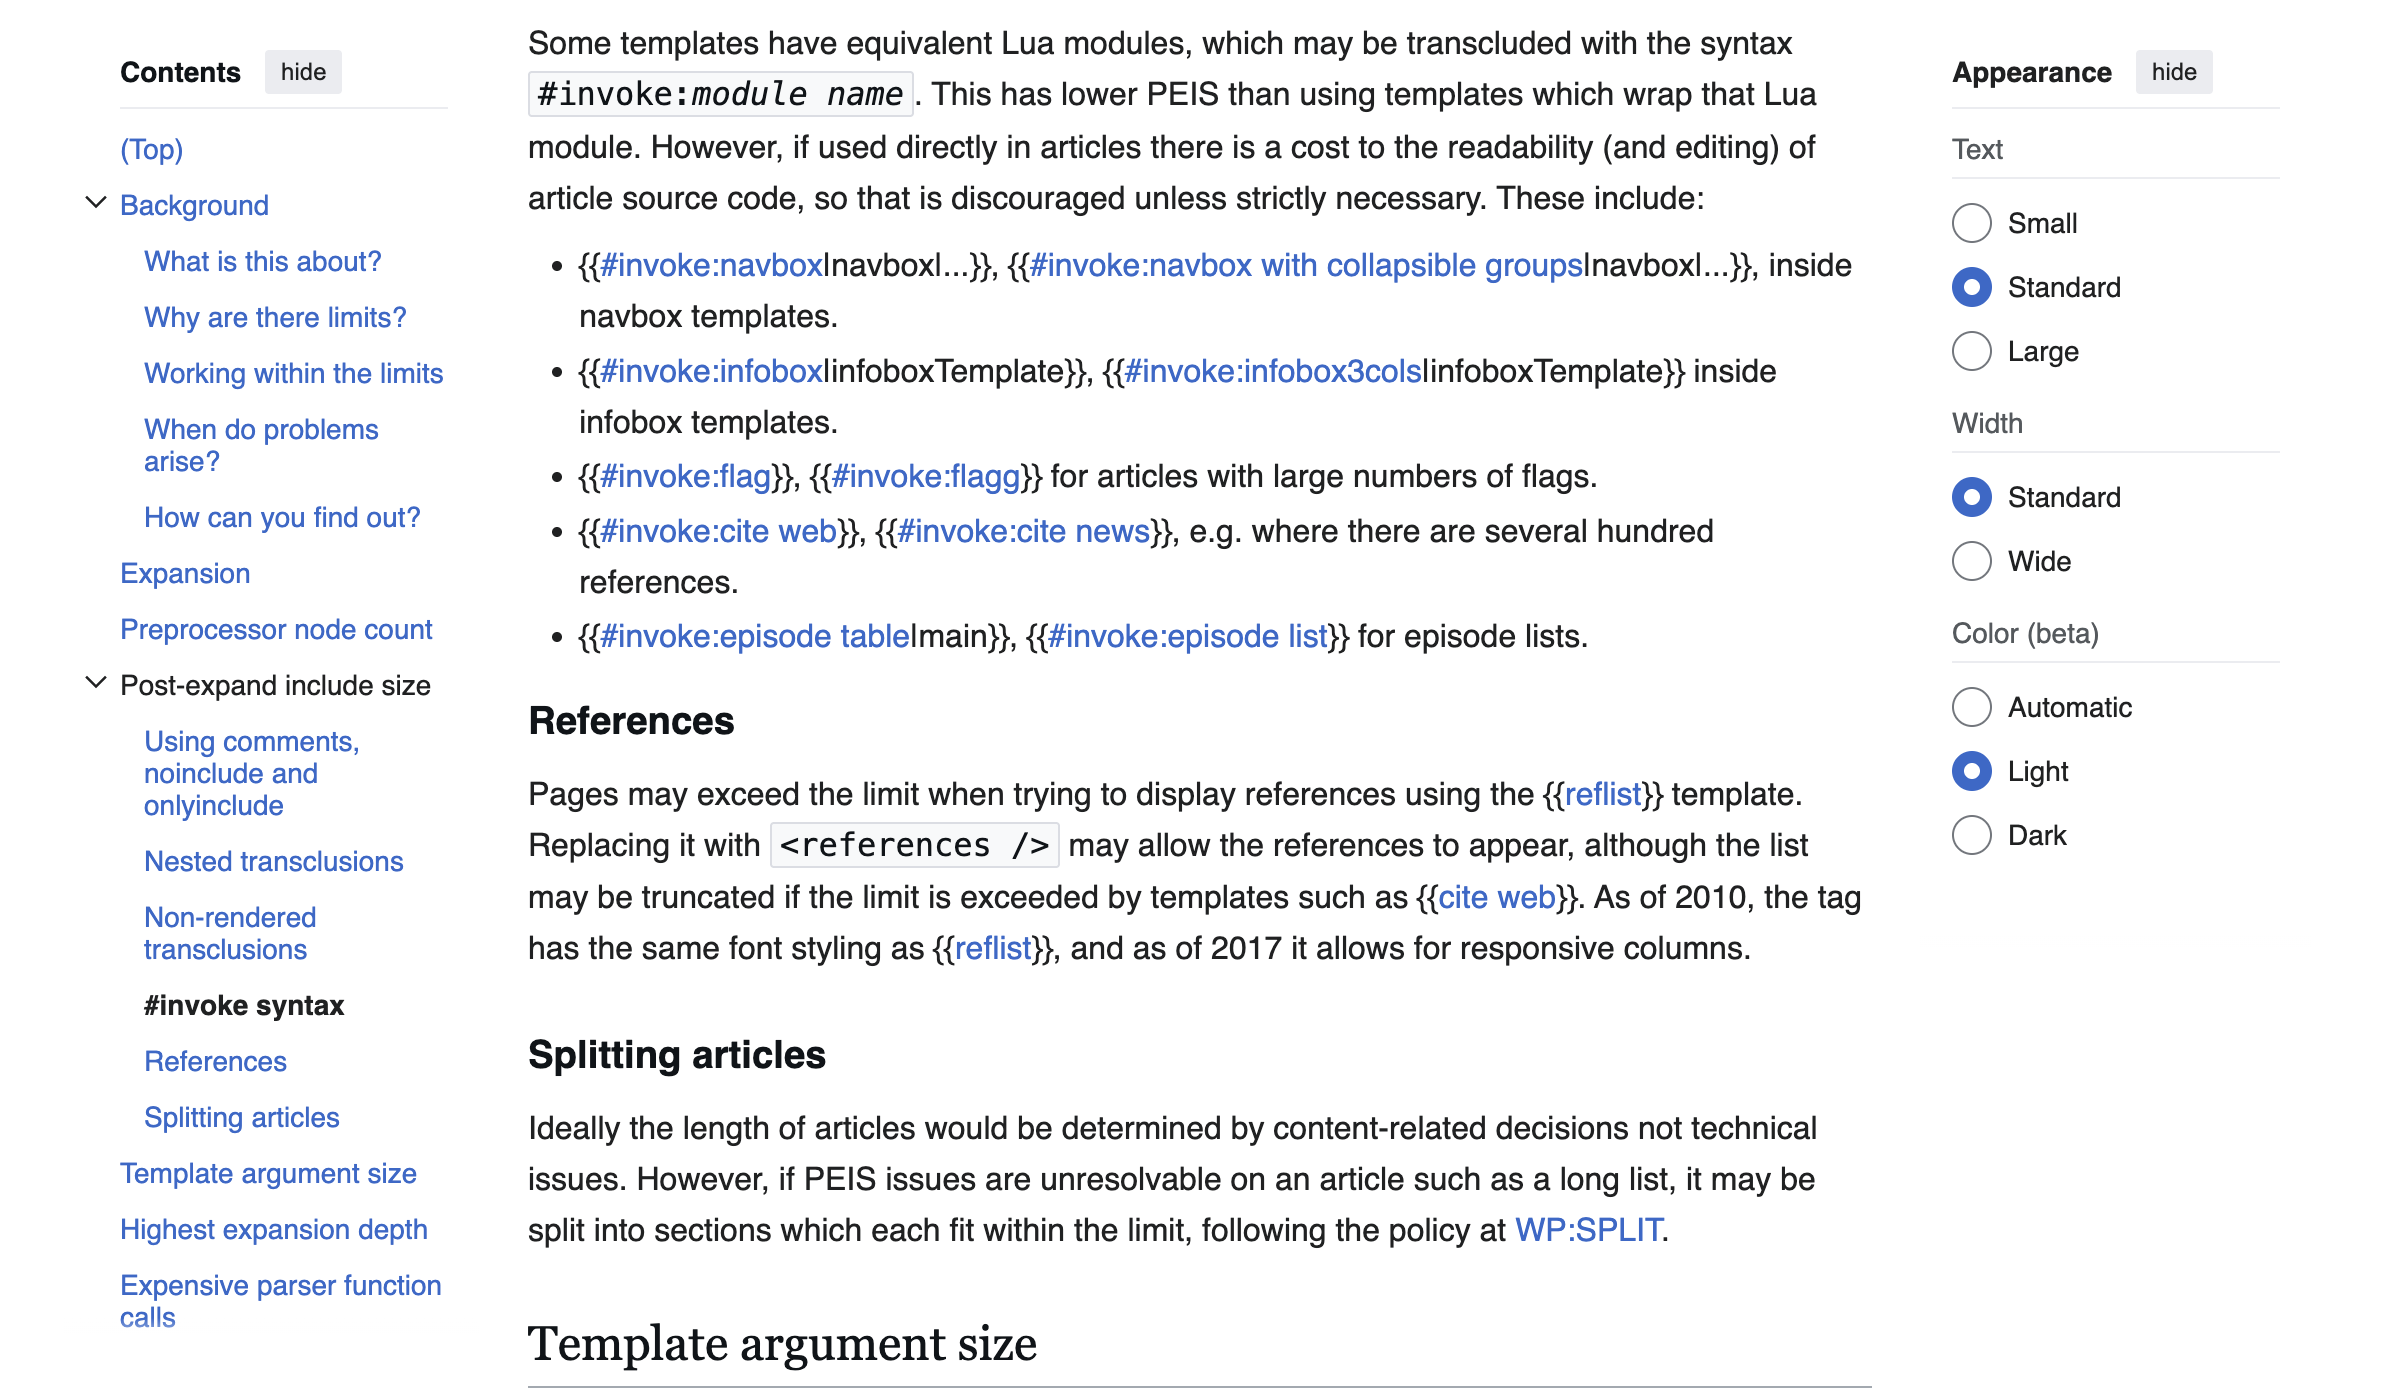 Contents hide
(Top)
Background
What is this about?
Why are there limits?
Working within the limits
When do problems
arise?
How can you find out?
Expansion
Preprocessor node count
Post-expand include size
Using comments,
noinclude and
onlyinclude
Nested transclusions
Non-rendered
transclusions
#invoke syntax
References
Splitting articles
Template argument size
Highest expansion depth
Expensive parser function
calls
Some templates have equivalent Lua modules, which may be transcluded with the syntax
#invoke:module name. This has lower PEIS than using templates which wrap that Lua
module. However, if used directly in articles there is a cost to the readability (and editing) of
article source code, so that is discouraged unless strictly necessary. These include:
• {{#invoke:navbox|navbox|...}}, {{#invoke:navbox with collapsible groups|navbox|...}}, inside
navbox templates.
• {{#invoke:infobox|infoboxTemplate}}, {{#invoke:infobox3cols|infoboxTemplate}} inside
infobox templates.
• {{#invoke:flag}}, {{#invoke:flagg}} for articles with large numbers of flags.
• {{#invoke:cite web}}, {{#invoke:cite news}}, e.g. where there are several hundred
references.
• {{#invoke:episode table|main}}, {{#invoke:episode list}} for episode lists.
References
Pages may exceed the limit when trying to display references using the {{reflist}} template.
Replacing it with <references /> may allow the references to appear, although the list
may be truncated if the limit is exceeded by templates such as {{cite web}}. As of 2010, the tag
has the same font styling as {{reflist}}, and as of 2017 it allows for responsive columns.
Splitting articles
Ideally the length of articles would be determined by content-related decisions not technical
issues. However, if PEIS issues are unresolvable on an article such as a long list, it may be
split into sections which each fit within the limit, following the policy at WP:SPLIT.
Template argument size
Appearance hide
Text
Small
Standard
Large
Width
Standard
Wide
Color (beta)
Automatic
Light
Dark